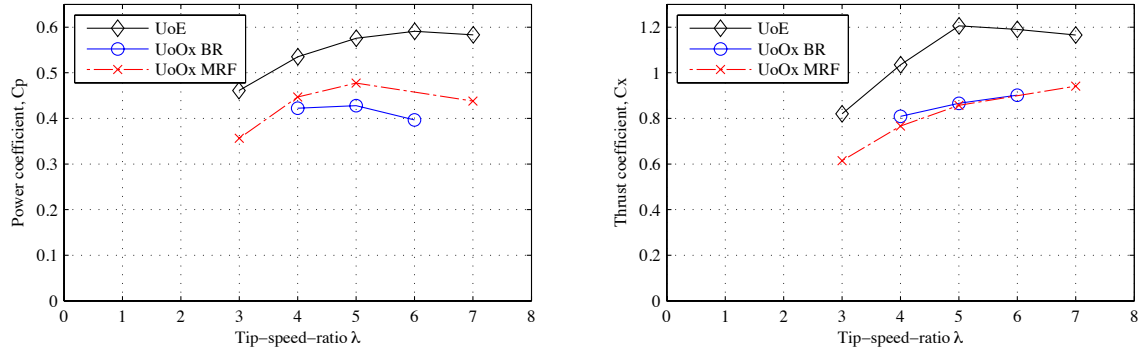 UoE
UoOx BR
UoOx MRF
0.6
0.5
0.4
0.3
0.2
0.1
0
Power coefficient, Cp
0 1 2 3 4 5 6 7 8
Tip−speed−ratio λ
UoE
UoOx BR
UoOx MRF
1.2
1
0.8
0.6
0.4
0.2
0
Thrust coefficient, Cx
0 1 2 3 4 5 6 7 8
Tip−speed−ratio λ